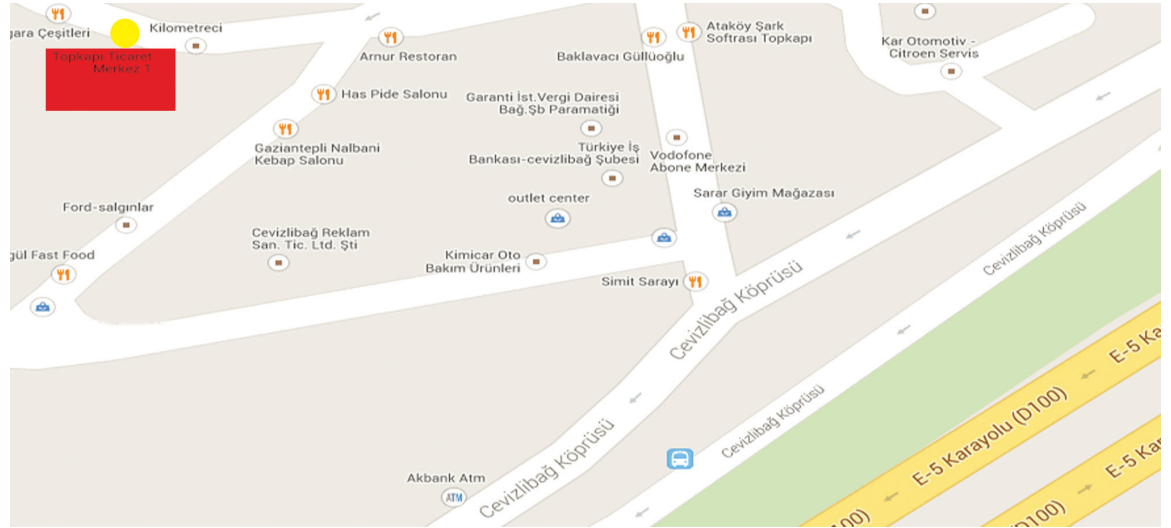 gara Çeşitleri
Kilometreci
Topkapı Ticaret
Merkez 1
Arnur Restoran
Baklavacı Güllüoğlu
Ataköy Şark
Softrası Topkapı
Kar Otomotiv -
Citroen Servis
Has Pide Salonu
Garanti İst.Vergi Dairesi
Bağ.Şb Paramatiği
Gaziantepli Nalbani
Kebap Salonu
Türkiye İş
Bankası-cevizlibağ Şubesi
Vodofone
Abone Merkezi
outlet center
Sarar Giyim Mağazası
Ford-salgınlar
Cevizlibağ Reklam
San. Tic. Ltd. Şti
gül Fast Food
Kimicar Oto
Bakım Ürünleri
Simit Sarayı
Cevizlibağ Köprüsü
Cevizlibağ Köprüsü
Cevizlibağ Köprüsü
Cevizlibağ Köprüsü
E-5 Ka
E-5 Karayolu (D100)
E-5 Ka
Akbank Atm
ATM
00)
(D100)